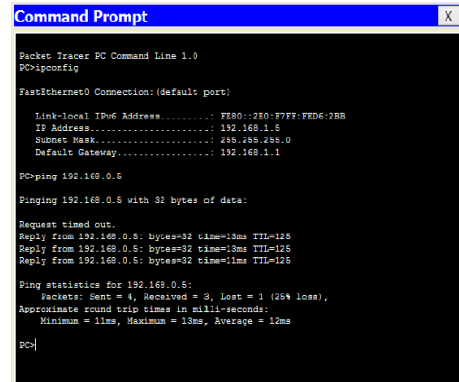 Command Prompt X
Packet Tracer PC Command Line 1.0
PC>ipconfig
FastEthernet0 Connection:(default port)
Link-local IPv6 Address.........: FE80::2E0:F7FF:FED6:2BB
IP Address......................: 192.168.1.5
Subnet Mask.....................: 255.255.255.0
Default Gateway.................: 192.168.1.1
PC>ping 192.168.0.5
Pinging 192.168.0.5 with 32 bytes of data:
Request timed out.
Reply from 192.168.0.5: bytes=32 time=13ms TTL=125
Reply from 192.168.0.5: bytes=32 time=13ms TTL=125
Reply from 192.168.0.5: bytes=32 time=11ms TTL=125
Ping statistics for 192.168.0.5:
Packets: Sent = 4, Received = 3, Lost = 1 (25% loss),
Approximate round trip times in milli-seconds:
Minimum = 11ms, Maximum = 13ms, Average = 12ms
PC>